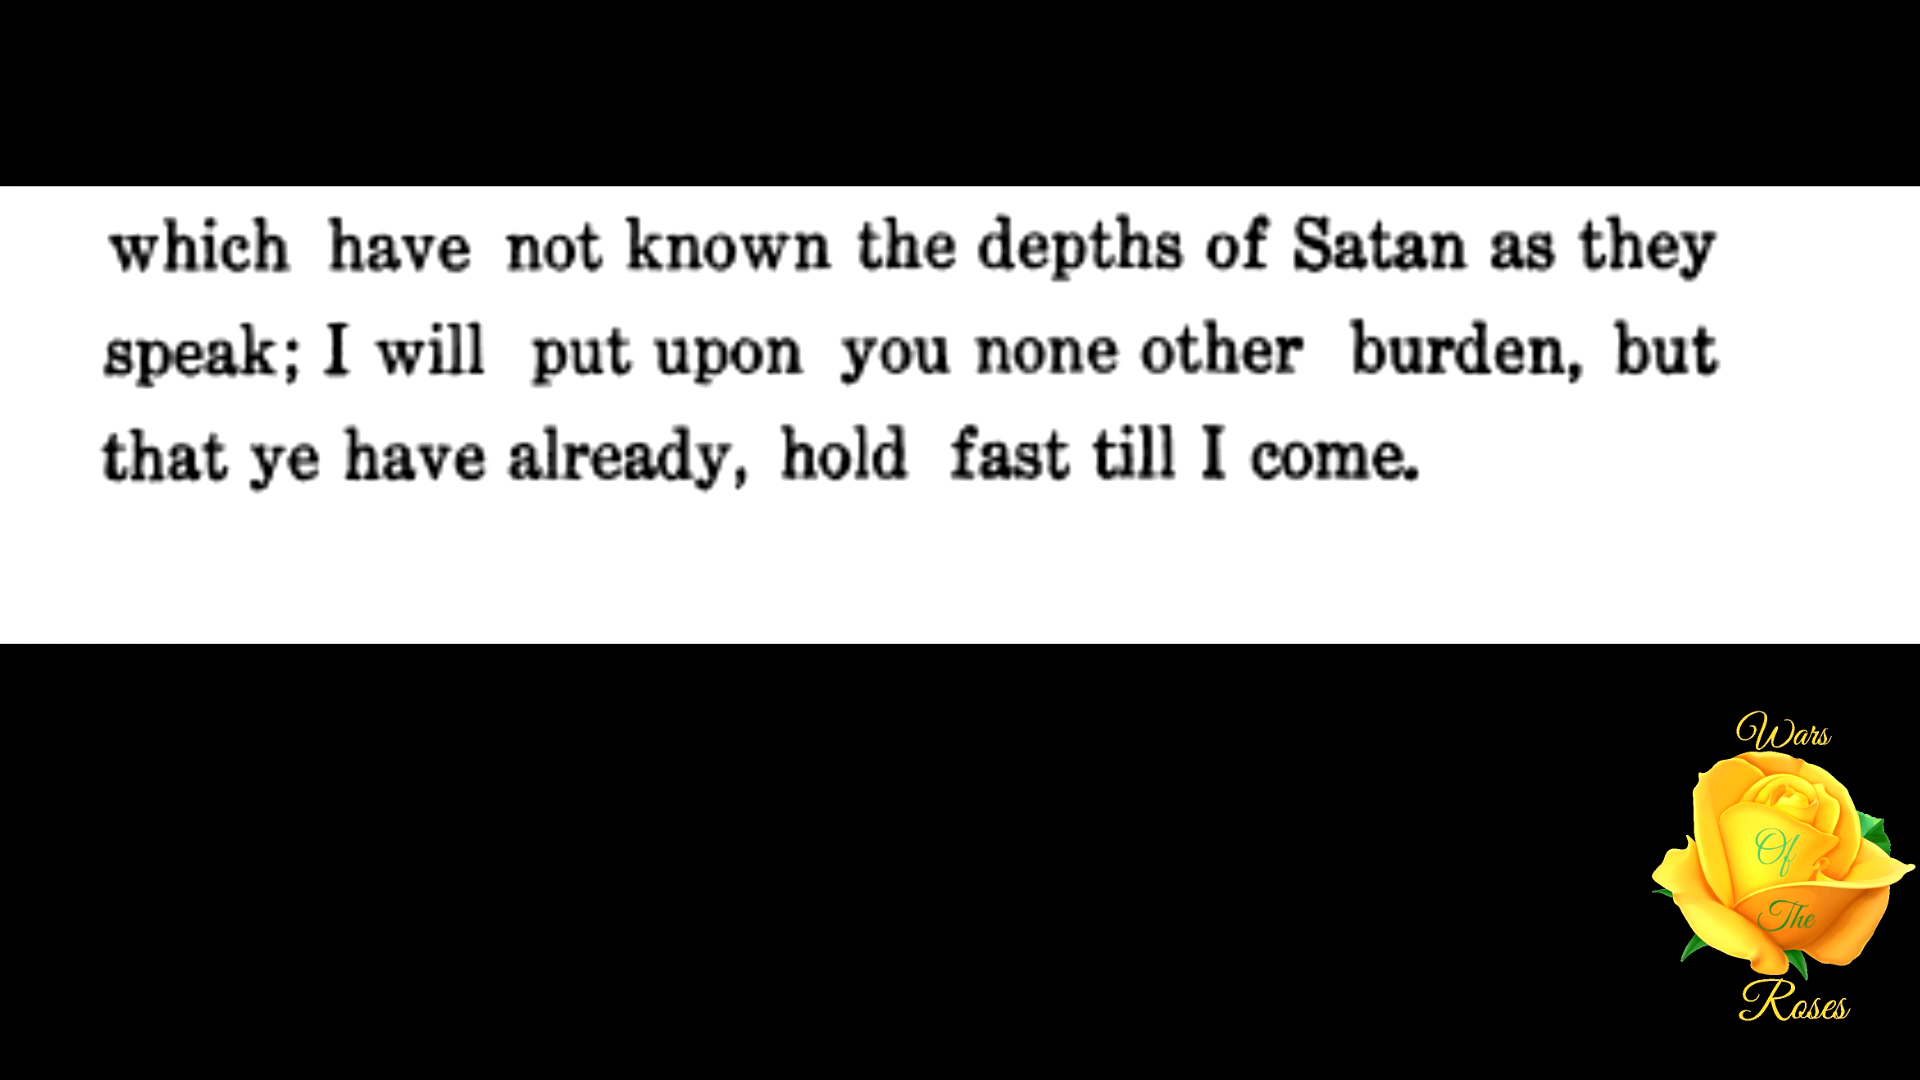 which have not known the depths of Satan as they
speak; I will put upon you none other burden, but
that ye have already, hold fast till I come.
Wars
Of
The
Roses